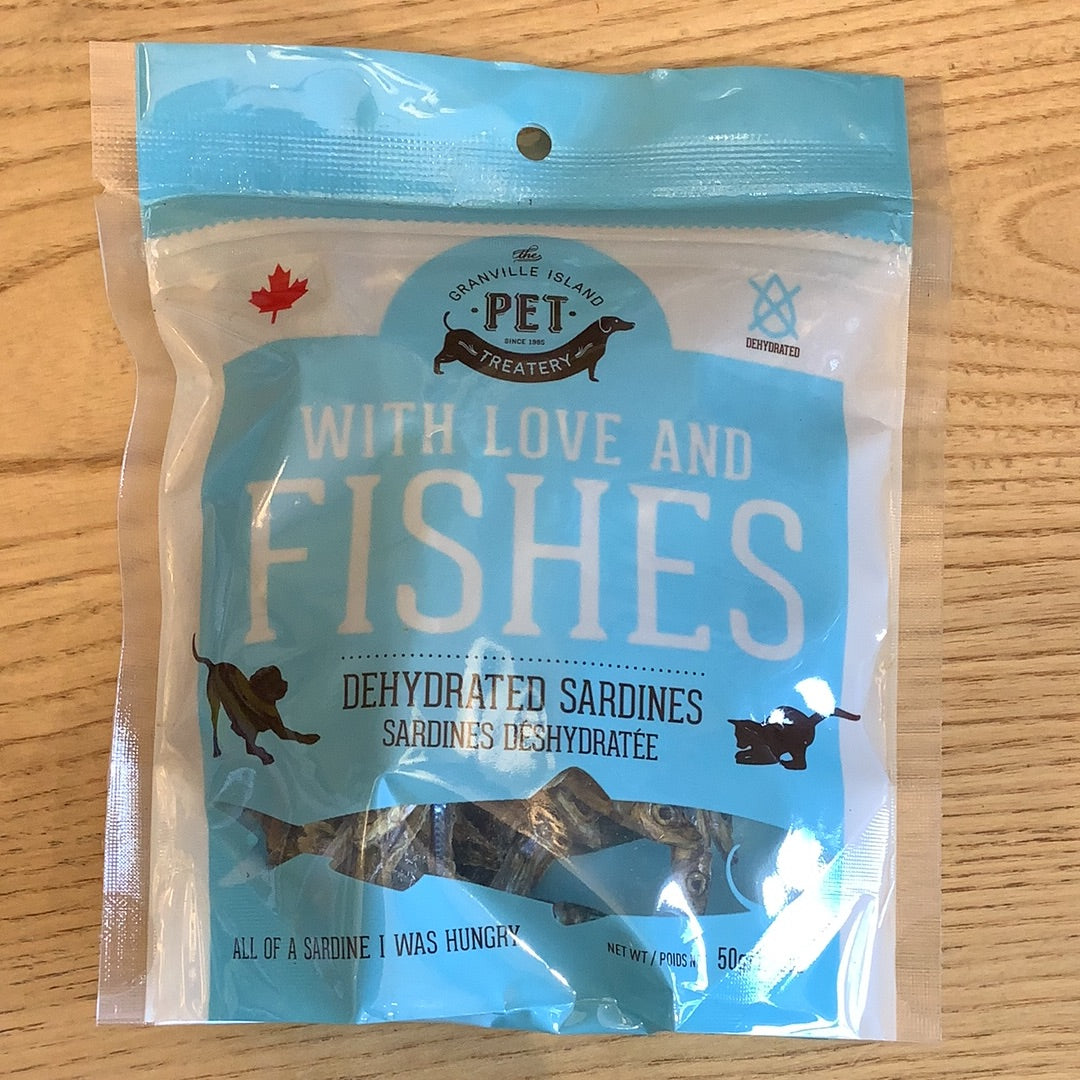 the
GRANVILLE ISLAND
·PET·
SINCE 1985
TREATERY
DEHYDRATED
WITH LOVE AND
FISHES
DEHYDRATED SARDINES
SARDINES DÉSHYDRATÉE
ALL OF A SARDINE I WAS HUNGRY
NET WT / POIDS